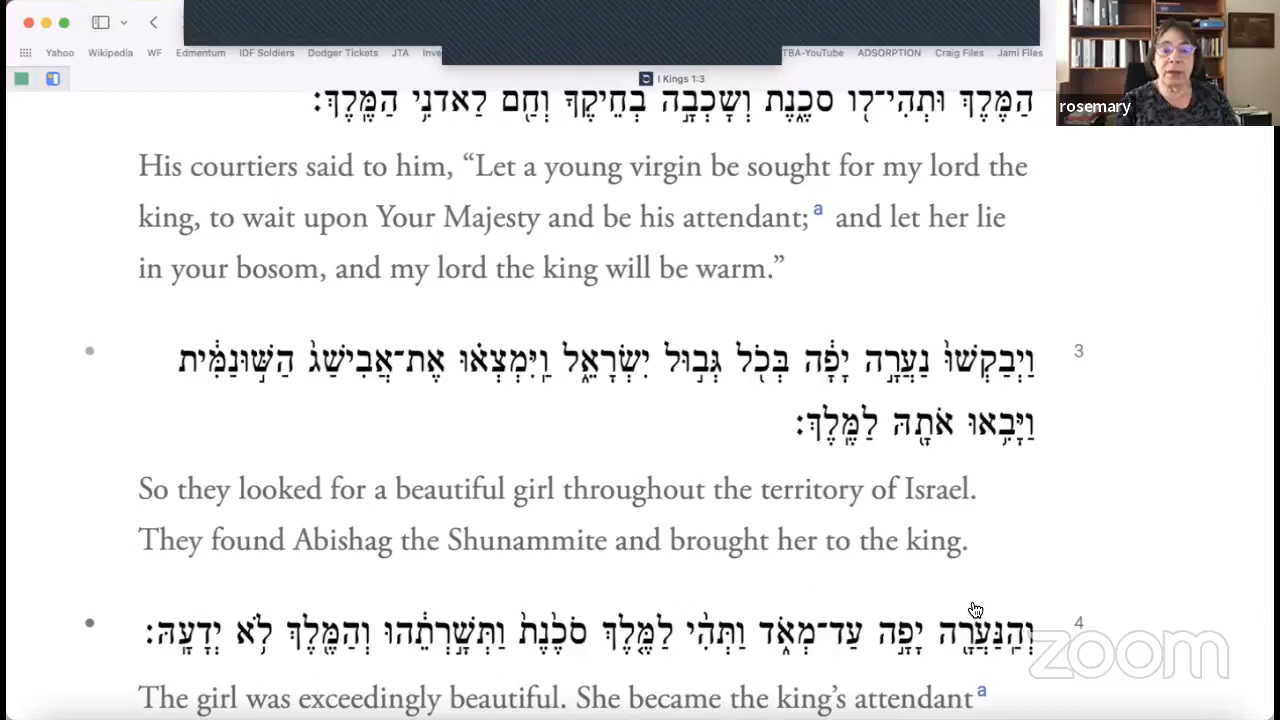 Yahoo Wikipedia WF Edmentum IDF Soldiers Dodger Tickets JTA Inve TBA-YouTube ADSORPTION Craig Files Jami Files
I Kings 1:3
rosemary
הַמֶּלֶךְ וּתְהִי־ל֖וֹ סֹכֶ֑נֶת וְשָׁכְבָ֣ה בְחֵיקֶ֔ךָ וְחַ֖ם לַאדֹנִ֥י הַמֶּֽלֶךְ׃
His courtiers said to him, “Let a young virgin be sought for my lord the
king, to wait upon Your Majesty and be his attendant;a and let her lie
in your bosom, and my lord the king will be warm.”
3
וַיְבַקְשׁוּ֙ נַעֲרָ֣ה יָפָ֔ה בְּכֹ֖ל גְּב֣וּל יִשְׂרָאֵ֑ל וַֽיִּמְצְא֗וּ אֶת־אֲבִישַׁג֙ הַשּׁ֣וּנַמִּ֔ית
וַיָּבִ֥אוּ אֹתָ֖הּ לַמֶּֽלֶךְ׃
So they looked for a beautiful girl throughout the territory of Israel.
They found Abishag the Shunammite and brought her to the king.
4
וְהַֽנַּעֲרָ֖ה יָפָ֣ה עַד־מְאֹ֑ד וַתְּהִ֨י לַמֶּ֤לֶךְ סֹכֶ֙נֶת֙ וַתְּשָׁ֣רְתֵ֔הוּ וְהַמֶּ֖לֶךְ לֹ֥א יְדָעָֽהּ׃
The girl was exceedingly beautiful. She became the king’s attendanta
zoom